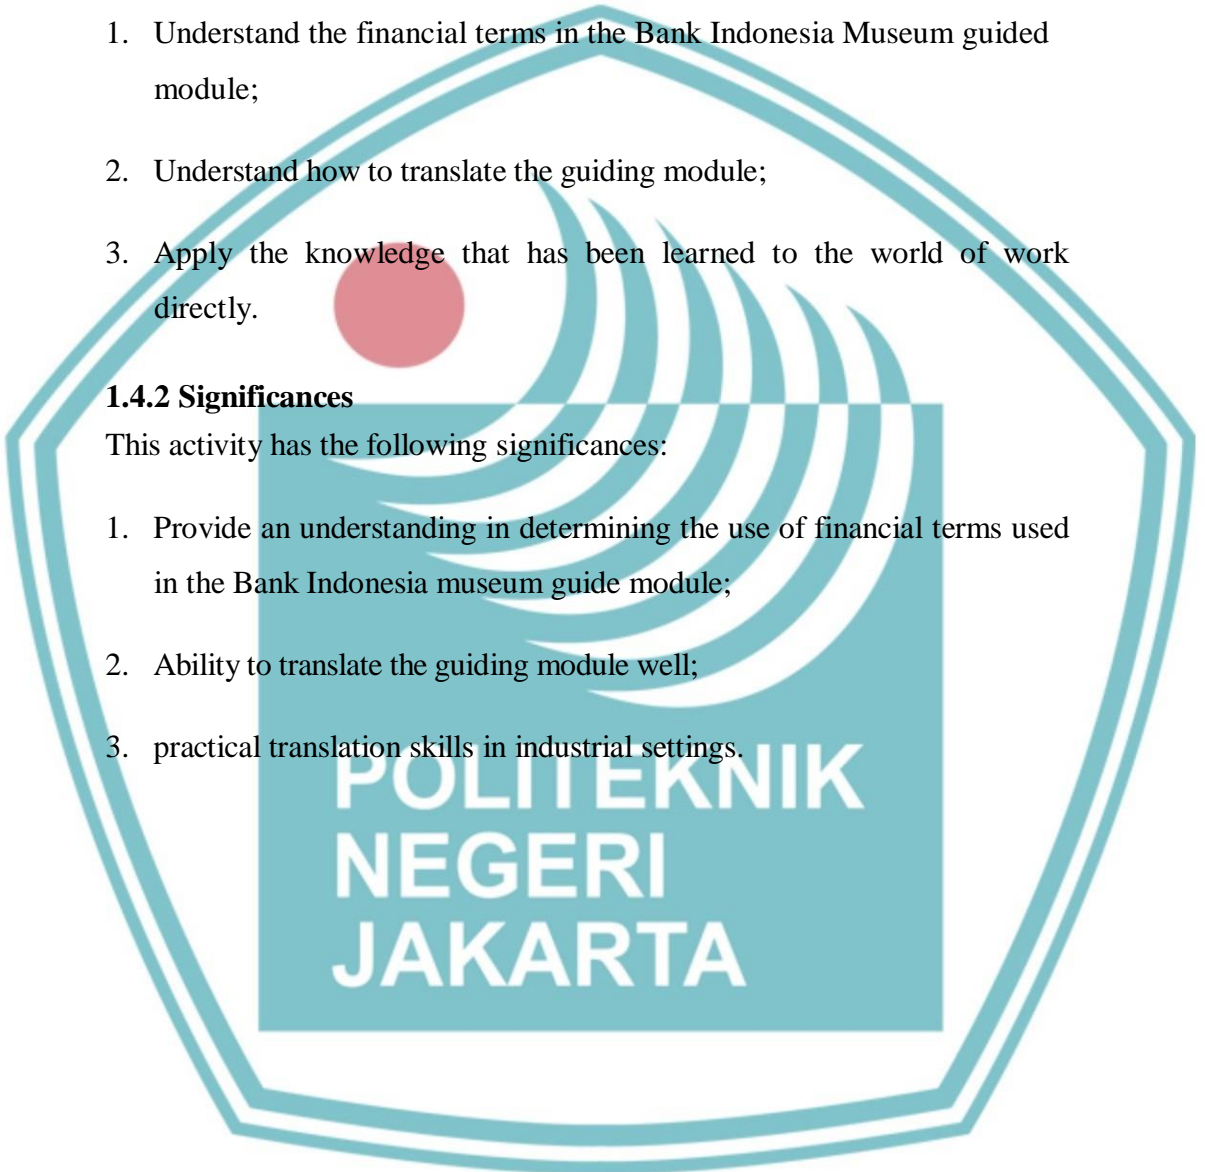 1. Understand the financial terms in the Bank Indonesia Museum guided
module;
2. Understand how to translate the guiding module;
3. Apply the knowledge that has been learned to the world of work
directly.
1.4.2 Significances
This activity has the following significances:
1. Provide an understanding in determining the use of financial terms used
in the Bank Indonesia museum guide module;
2. Ability to translate the guiding module well;
3. practical translation skills in industrial settings.
POLITEKNIK
NEGERI
JAKARTA